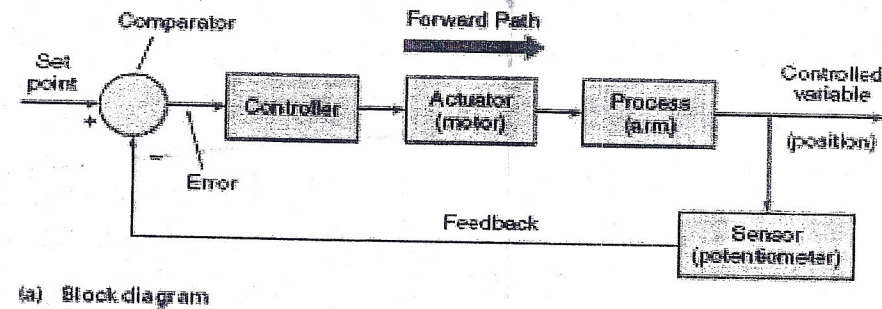 Comparator
Forward Path
Set
point
+
−
Error
Controller
Actuator
(motor)
Process
(arm)
Controlled
variable
(position)
Feedback
Sensor
(potentiometer)
(a) Block diagram